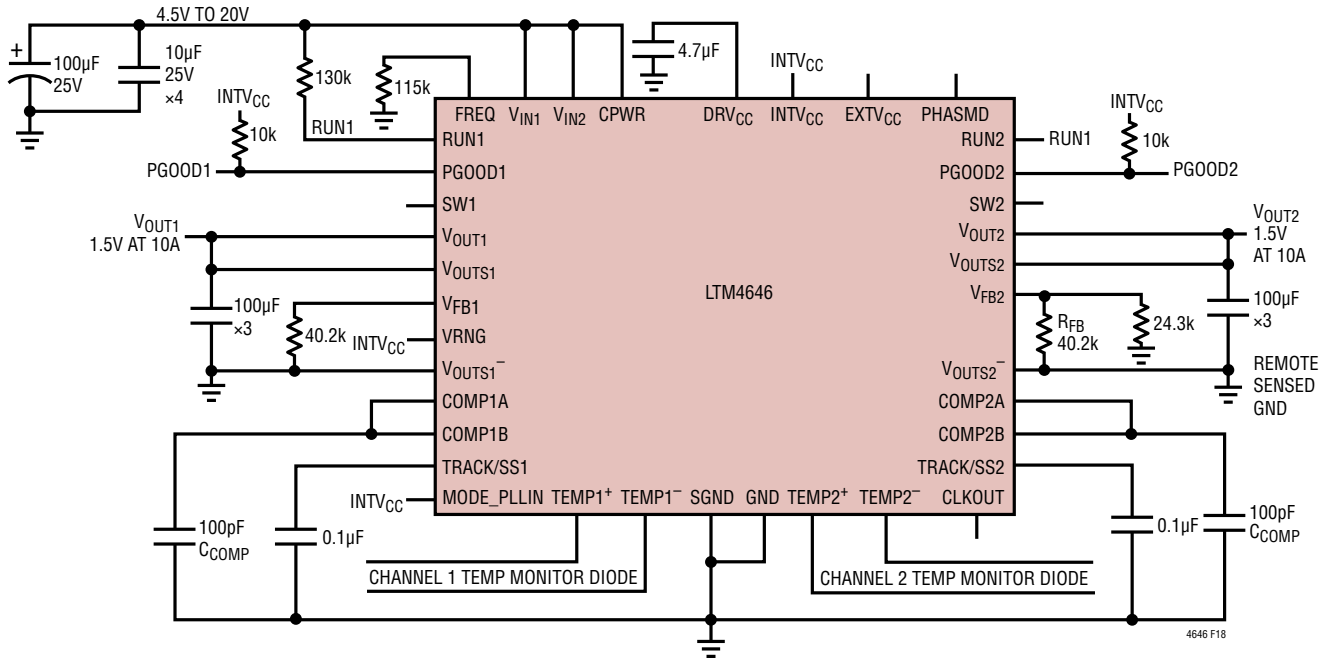 4.5V TO 20V
+
100µF
25V
10µF
25V
×4
130k
115k
4.7µF
INTVCC
INTVCC
10k
RUN1
PGOOD1
INTVCC
10k
RUN1
PGOOD2
FREQ
VIN1
VIN2
CPWR
DRVCC
INTVCC
EXTVCC
PHASMD
RUN1
PGOOD1
SW1
VOUT1
VOUTS1
VFB1
VRNG
VOUTS1–
COMP1A
COMP1B
TRACK/SS1
MODE_PLLIN
TEMP1+
TEMP1–
SGND
GND
TEMP2+
TEMP2–
CLKOUT
LTM4646
RUN2
PGOOD2
SW2
VOUT2
VOUTS2
VFB2
VOUTS2–
COMP2A
COMP2B
TRACK/SS2
VOUT1
1.5V AT 10A
100µF
×3
40.2k
INTVCC
VOUT2
1.5V
AT 10A
RFB
40.2k
24.3k
100µF
×3
REMOTE
SENSED
GND
INTVCC
100pF
CCOMP
0.1µF
CHANNEL 1 TEMP MONITOR DIODE
CHANNEL 2 TEMP MONITOR DIODE
0.1µF
100pF
CCOMP
4646 F18